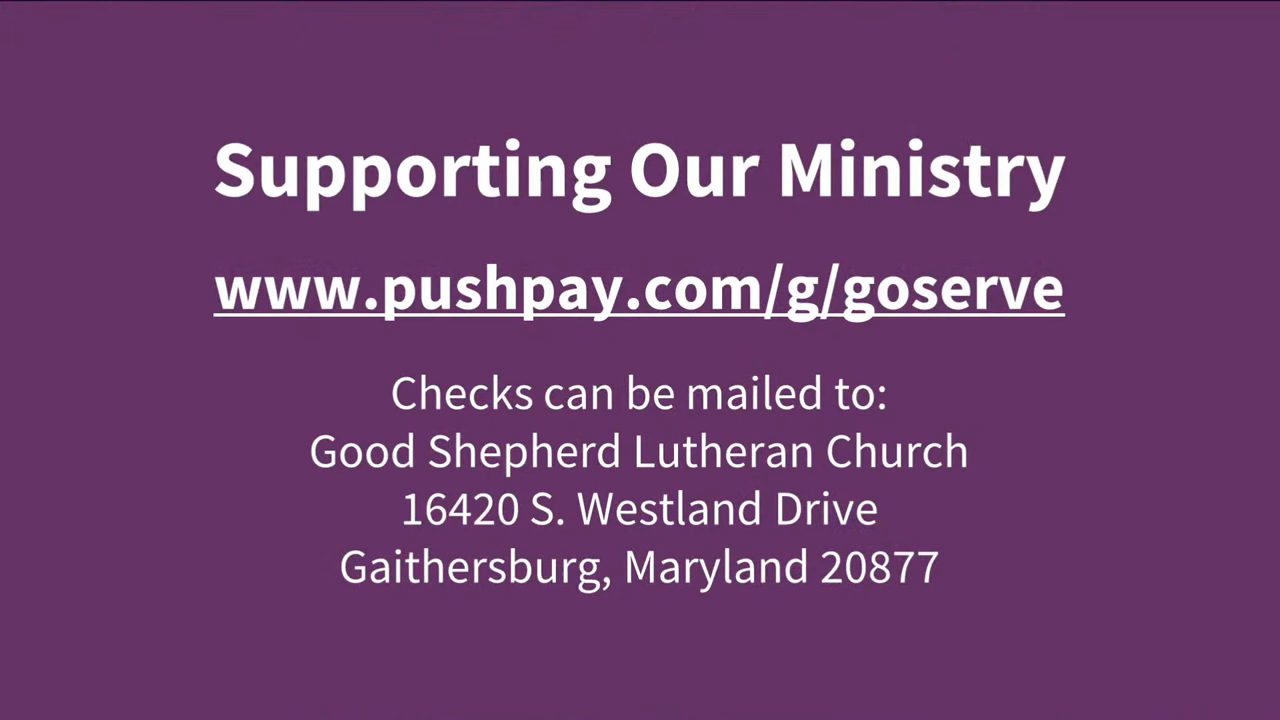 Supporting Our Ministry
www.pushpay.com/g/goserve
Checks can be mailed to:
Good Shepherd Lutheran Church
16420 S. Westland Drive
Gaithersburg, Maryland 20877